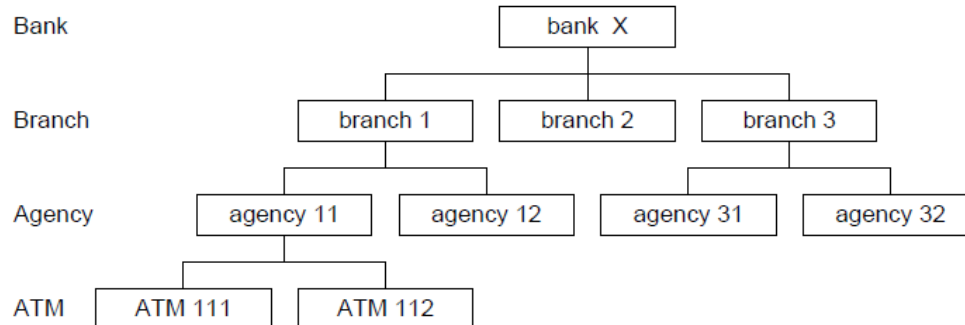 Bank bank X
Branch branch 1 branch 2 branch 3
Agency agency 11 agency 12 agency 31 agency 32
ATM ATM 111 ATM 112